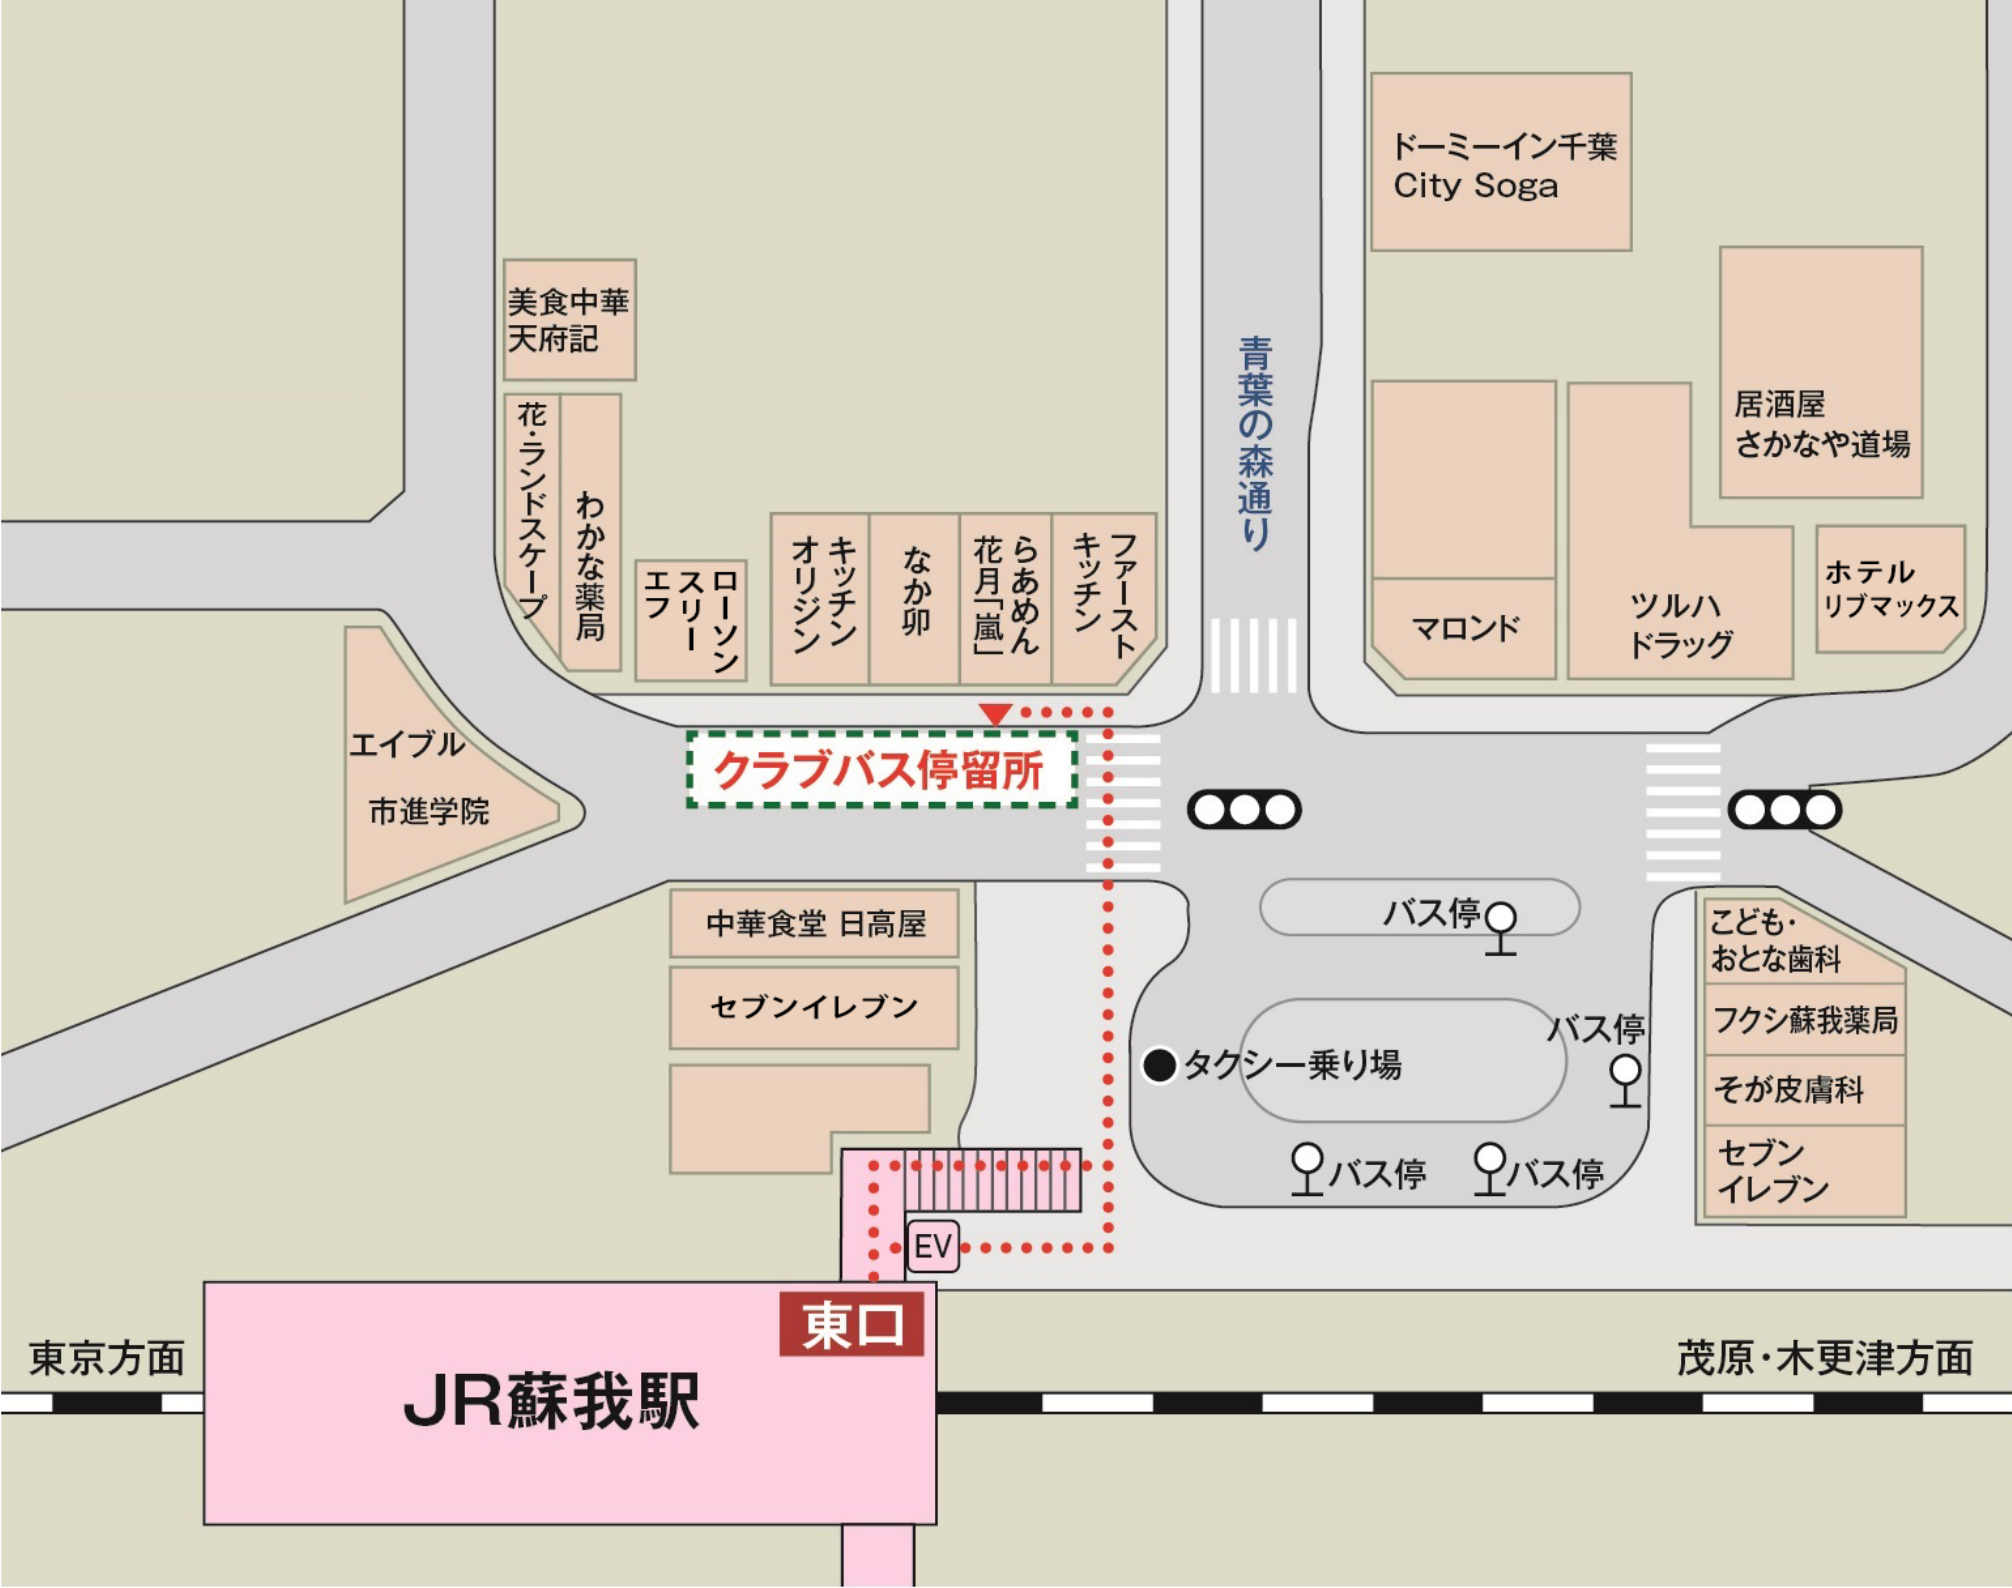 ドーミーイン千葉
City Soga
美食中華
天府記
青葉の森通り
居酒屋
さかなや道場
花・ランドスケープ
わかな薬局
ローソン
スリー
エフ
キッチン
オリジン
なか卯
らあめん
花月「嵐」
ファースト
キッチン
マロンド
ツルハ
ドラッグ
ホテル
リブマックス
エイブル
市進学院
クラブバス停留所
中華食堂 日高屋
セブンイレブン
バス停
タクシー乗り場
バス停
バス停
バス停
こども・
おとな歯科
フクシ蘇我薬局
そが皮膚科
セブン
イレブン
EV
東口
東京方面
JR蘇我駅
茂原・木更津方面